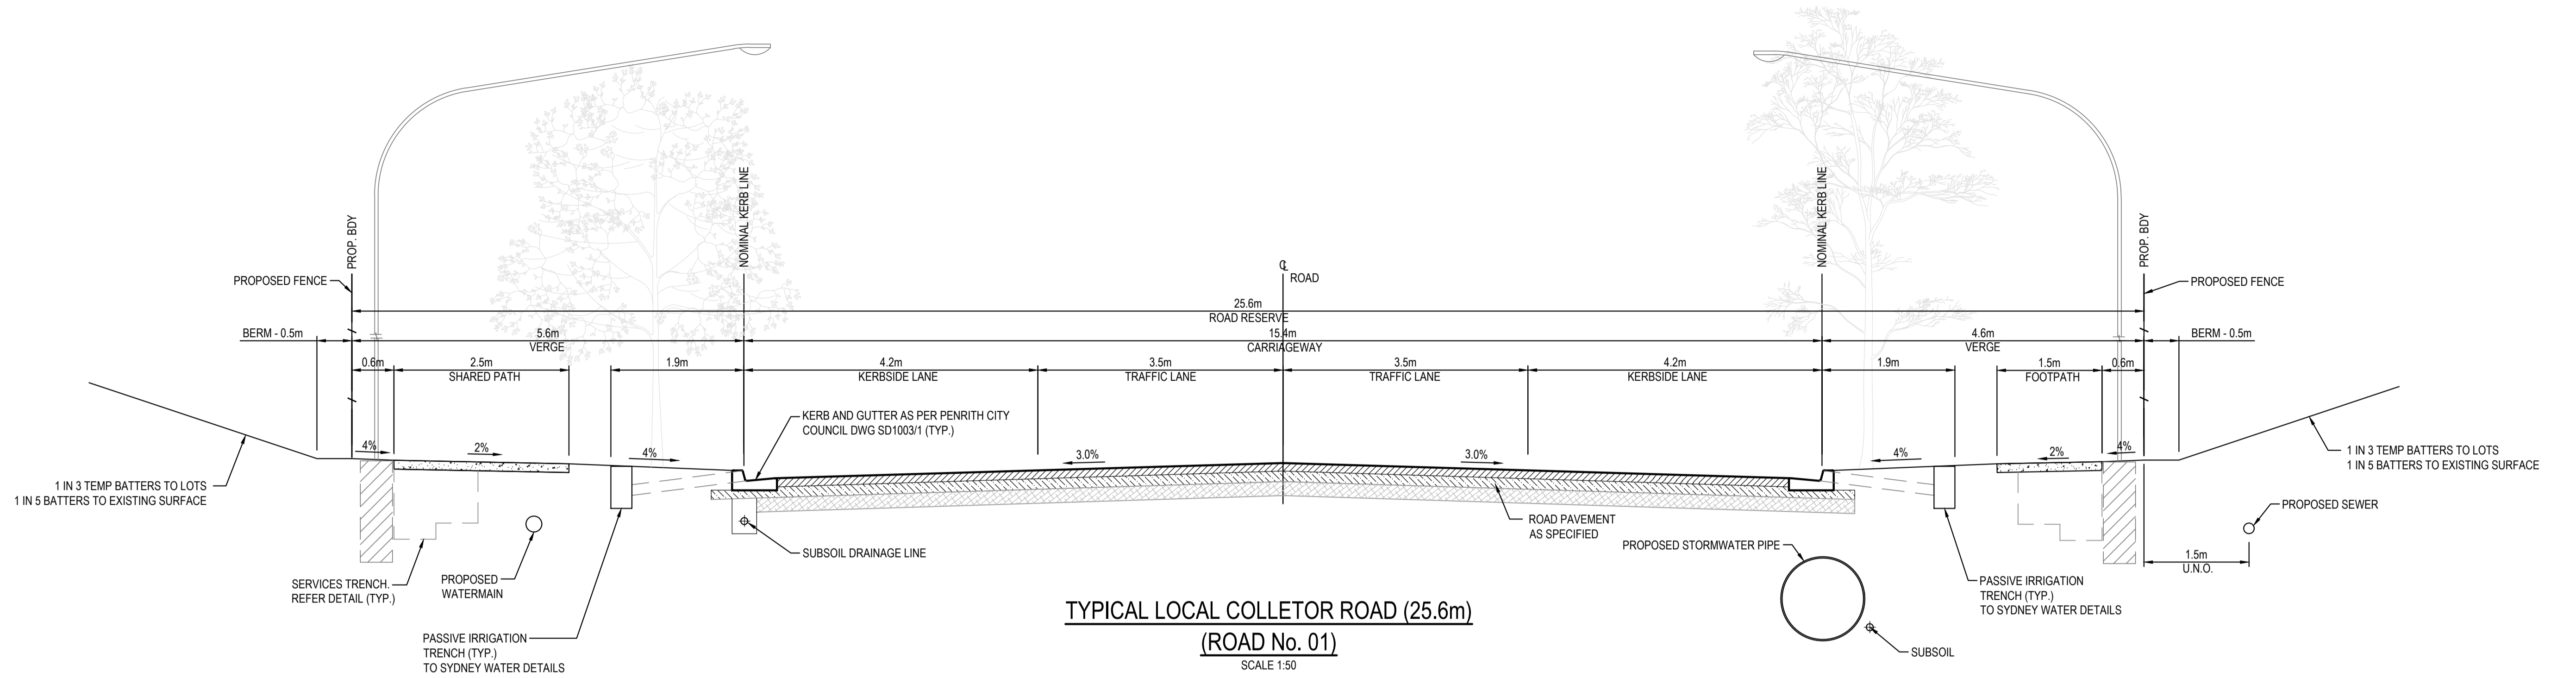 PROP. BDY
NOMINAL KERB LINE
NOMINAL KERB LINE
PROP. BDY
℄
ROAD
PROPOSED FENCE
PROPOSED FENCE
25.6m
ROAD RESERVE
BERM - 0.5m
5.6m
VERGE
15.4m
CARRIAGEWAY
4.6m
VERGE
BERM - 0.5m
0.6m
2.5m
SHARED PATH
1.9m
4.2m
KERBSIDE LANE
3.5m
TRAFFIC LANE
3.5m
TRAFFIC LANE
4.2m
KERBSIDE LANE
1.9m
1.5m
FOOTPATH
0.6m
KERB AND GUTTER AS PER PENRITH CITY
COUNCIL DWG SD1003/1 (TYP.)
4%
2%
4%
3.0%
3.0%
4%
2%
4%
1 IN 3 TEMP BATTERS TO LOTS
1 IN 5 BATTERS TO EXISTING SURFACE
1 IN 3 TEMP BATTERS TO LOTS
1 IN 5 BATTERS TO EXISTING SURFACE
PROPOSED SEWER
ROAD PAVEMENT
AS SPECIFIED
SUBSOIL DRAINAGE LINE
PROPOSED STORMWATER PIPE
1.5m
U.N.O.
SERVICES TRENCH.
REFER DETAIL (TYP.)
PROPOSED
WATERMAIN
PASSIVE IRRIGATION
TRENCH (TYP.)
TO SYDNEY WATER DETAILS
PASSIVE IRRIGATION
TRENCH (TYP.)
TO SYDNEY WATER DETAILS
SUBSOIL
TYPICAL LOCAL COLLETOR ROAD (25.6m)
(ROAD No. 01)
SCALE 1:50